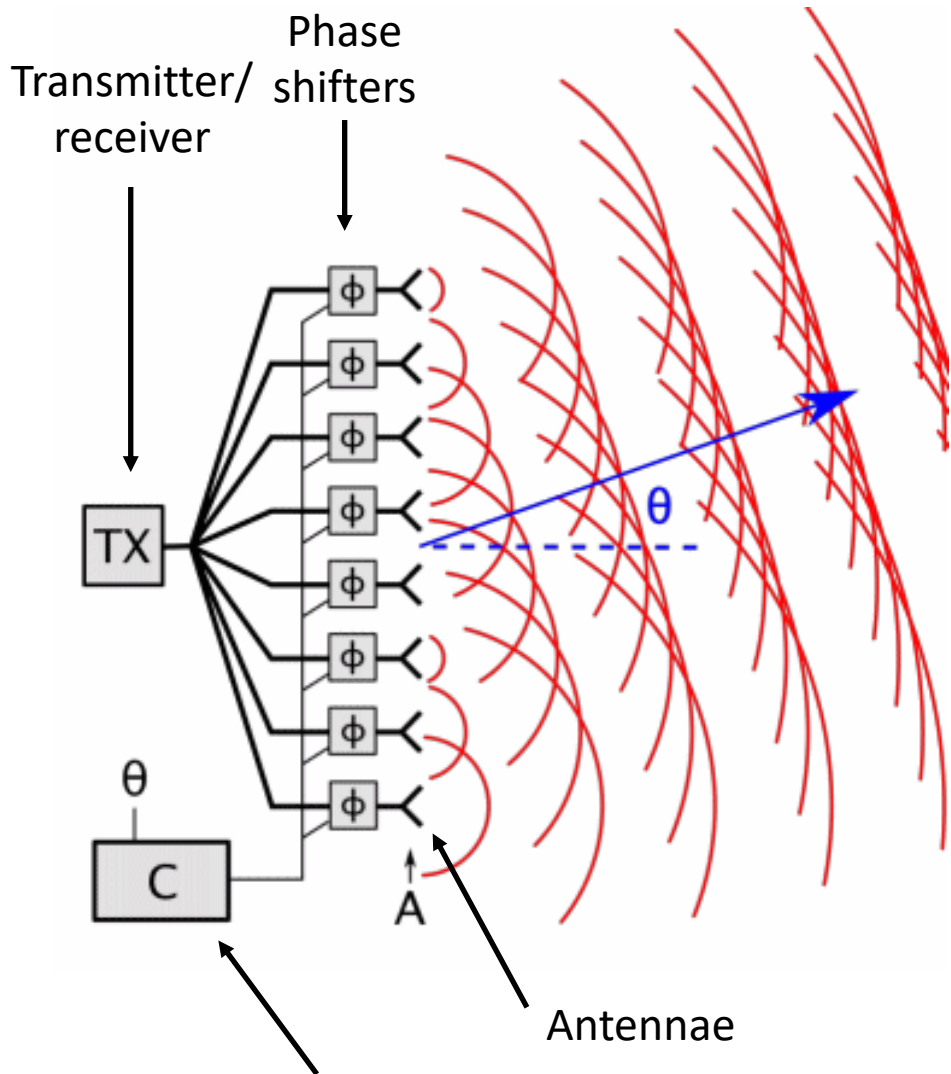 Phase
shifters
Transmitter/
receiver
ϕ
ϕ
ϕ
ϕ
TX
θ
ϕ
ϕ
ϕ
θ
ϕ
C
A
Antennae